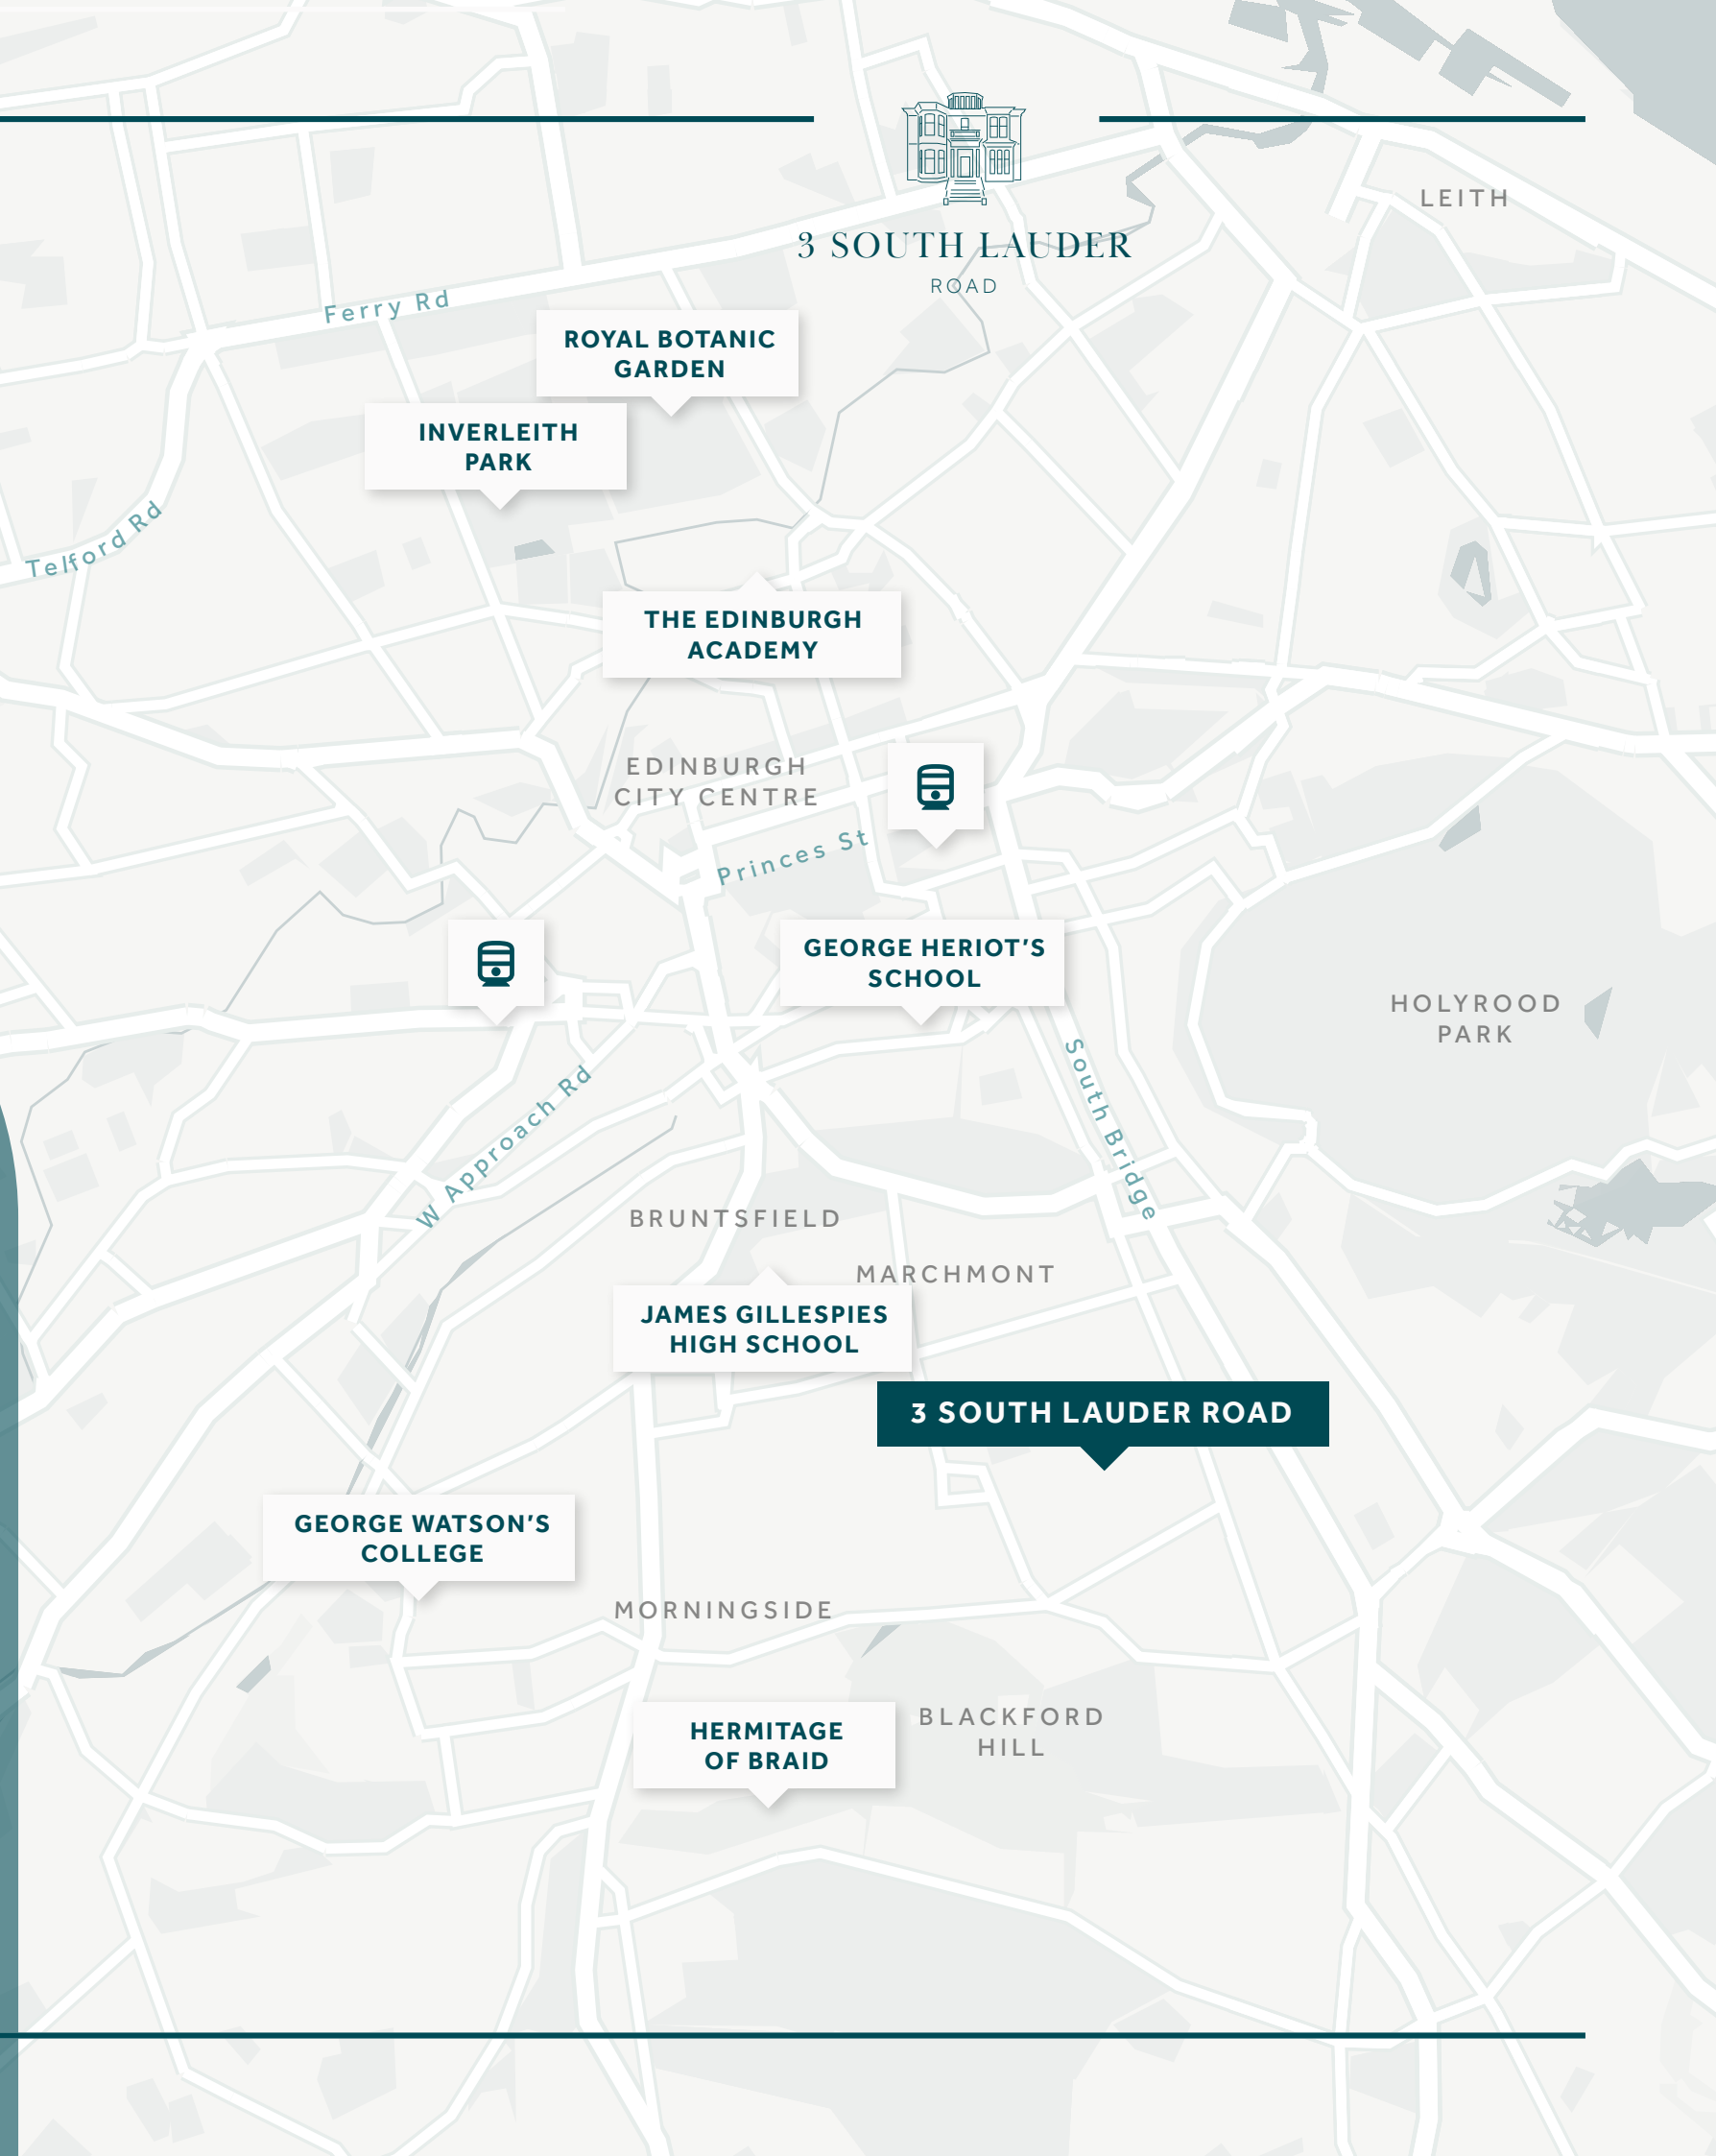 3 SOUTH LAUDER
ROAD
LEITH
Ferry Rd
ROYAL BOTANIC
GARDEN
INVERLEITH
PARK
Telford Rd
THE EDINBURGH
ACADEMY
EDINBURGH
CITY CENTRE
Princes St
GEORGE HERIOT’S
SCHOOL
HOLYROOD
PARK
South Bridge
W Approach Rd
BRUNTSFIELD
MARCHMONT
JAMES GILLESPIES
HIGH SCHOOL
3 SOUTH LAUDER ROAD
GEORGE WATSON’S
COLLEGE
MORNINGSIDE
HERMITAGE
OF BRAID
BLACKFORD
HILL